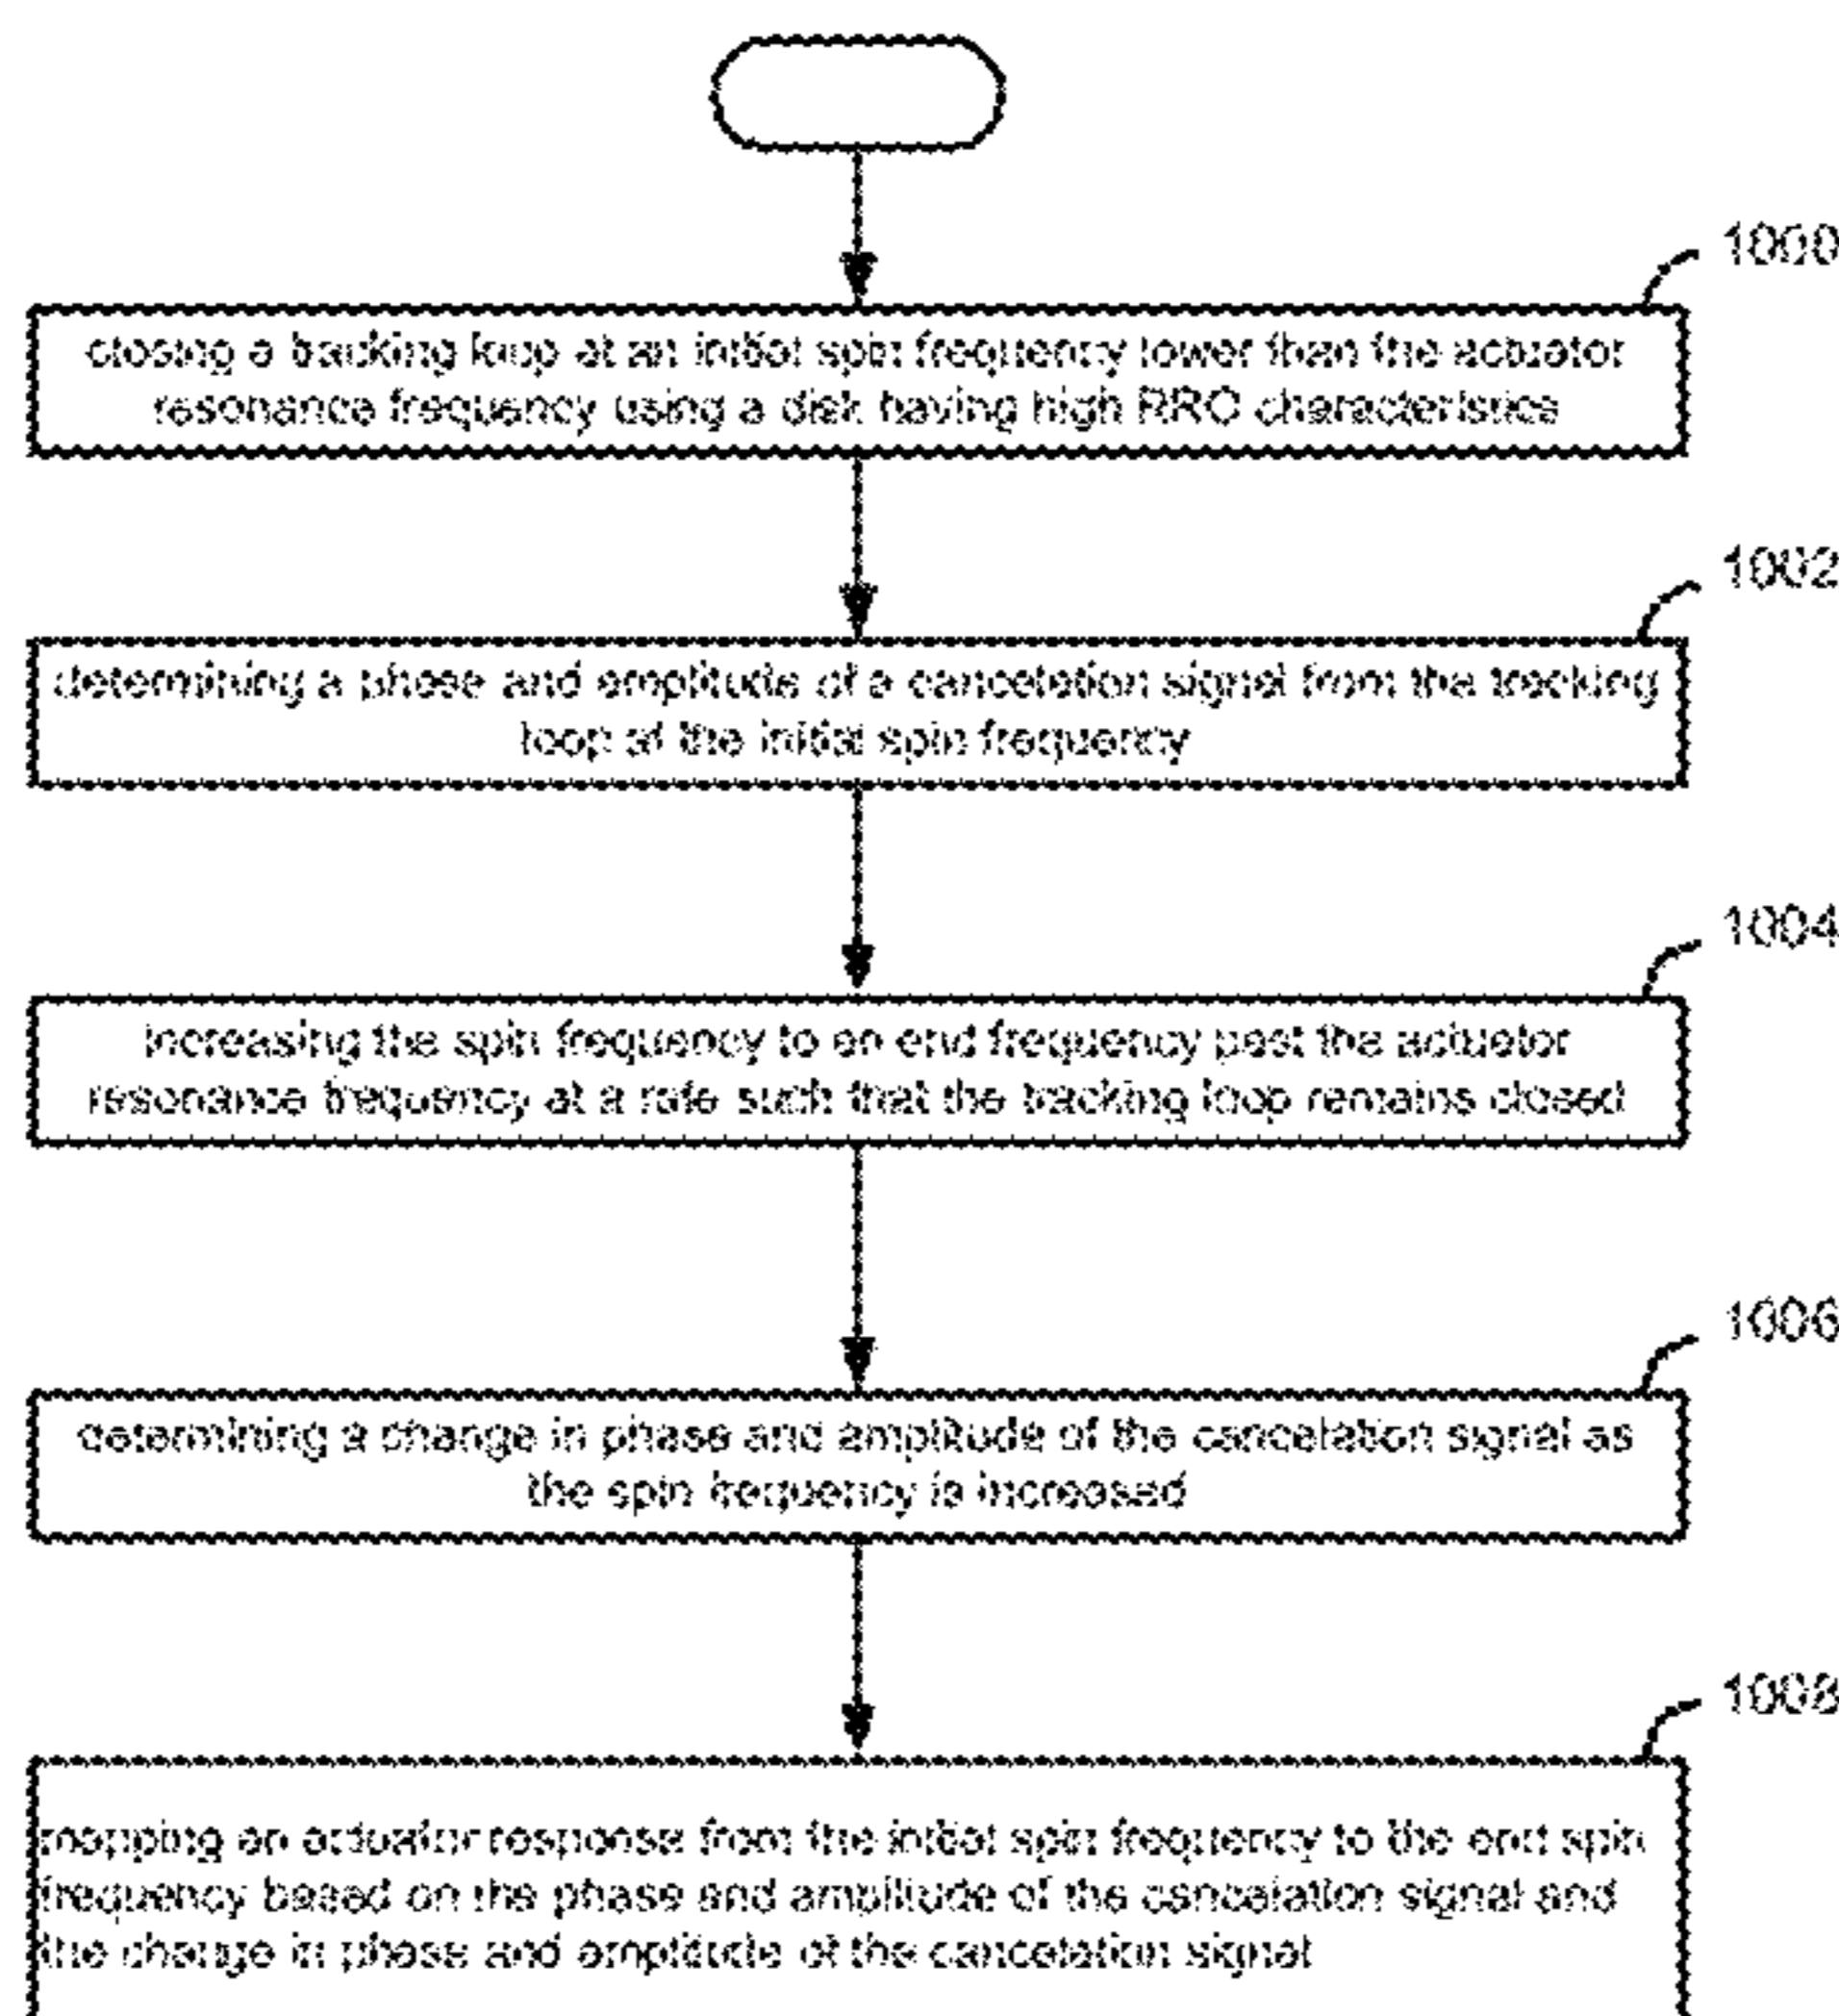 1000
closing a tracking loop at an initial spin frequency lower than the actuator
resonance frequency using a disk having high RRO characteristics
1002
determining a phase and amplitude of a cancelation signal from the tracking
loop at the initial spin frequency
1004
increasing the spin frequency to an end frequency past the actuator
resonance frequency at a rate such that the tracking loop remains closed
1006
determining a change in phase and amplitude of the cancelation signal as
the spin frequency is increased
1008
mapping an actuator response from the initial spin frequency to the end spin
frequency based on the phase and amplitude of the cancelation signal and
the change in phase and amplitude of the cancelation signal